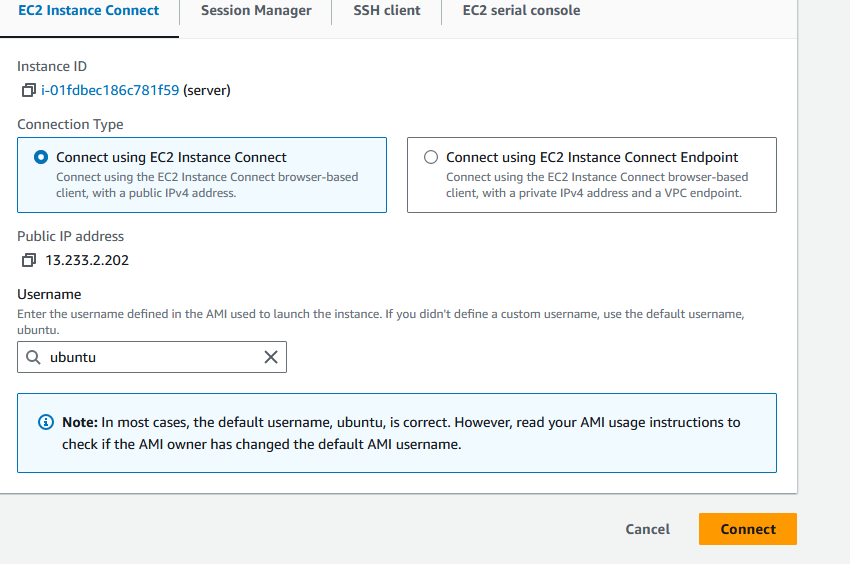 EC2 Instance Connect
Session Manager
SSH client
EC2 serial console
Instance ID
i-01fdbec186c781f59 (server)
Connection Type
Connect using EC2 Instance Connect
Connect using the EC2 Instance Connect browser-based
client, with a public IPv4 address.
Connect using EC2 Instance Connect Endpoint
Connect using the EC2 Instance Connect browser-based
client, with a private IPv4 address and a VPC endpoint.
Public IP address
13.233.2.202
Username
Enter the username defined in the AMI used to launch the instance. If you didn't define a custom username, use the default username,
ubuntu.
ubuntu
Note: In most cases, the default username, ubuntu, is correct. However, read your AMI usage instructions to
check if the AMI owner has changed the default AMI username.
Cancel
Connect